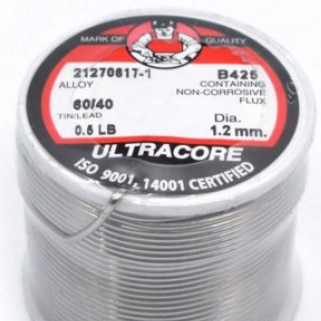 MARK OF QUALITY
21270617-1 B425
ALLOY CONTAINING
NON-CORROSIVE
60/40 FLUX
TIN/LEAD Dia.
0.5 LB 1.2 mm.
ULTRACORE
ISO 9001, 14001 CERTIFIED